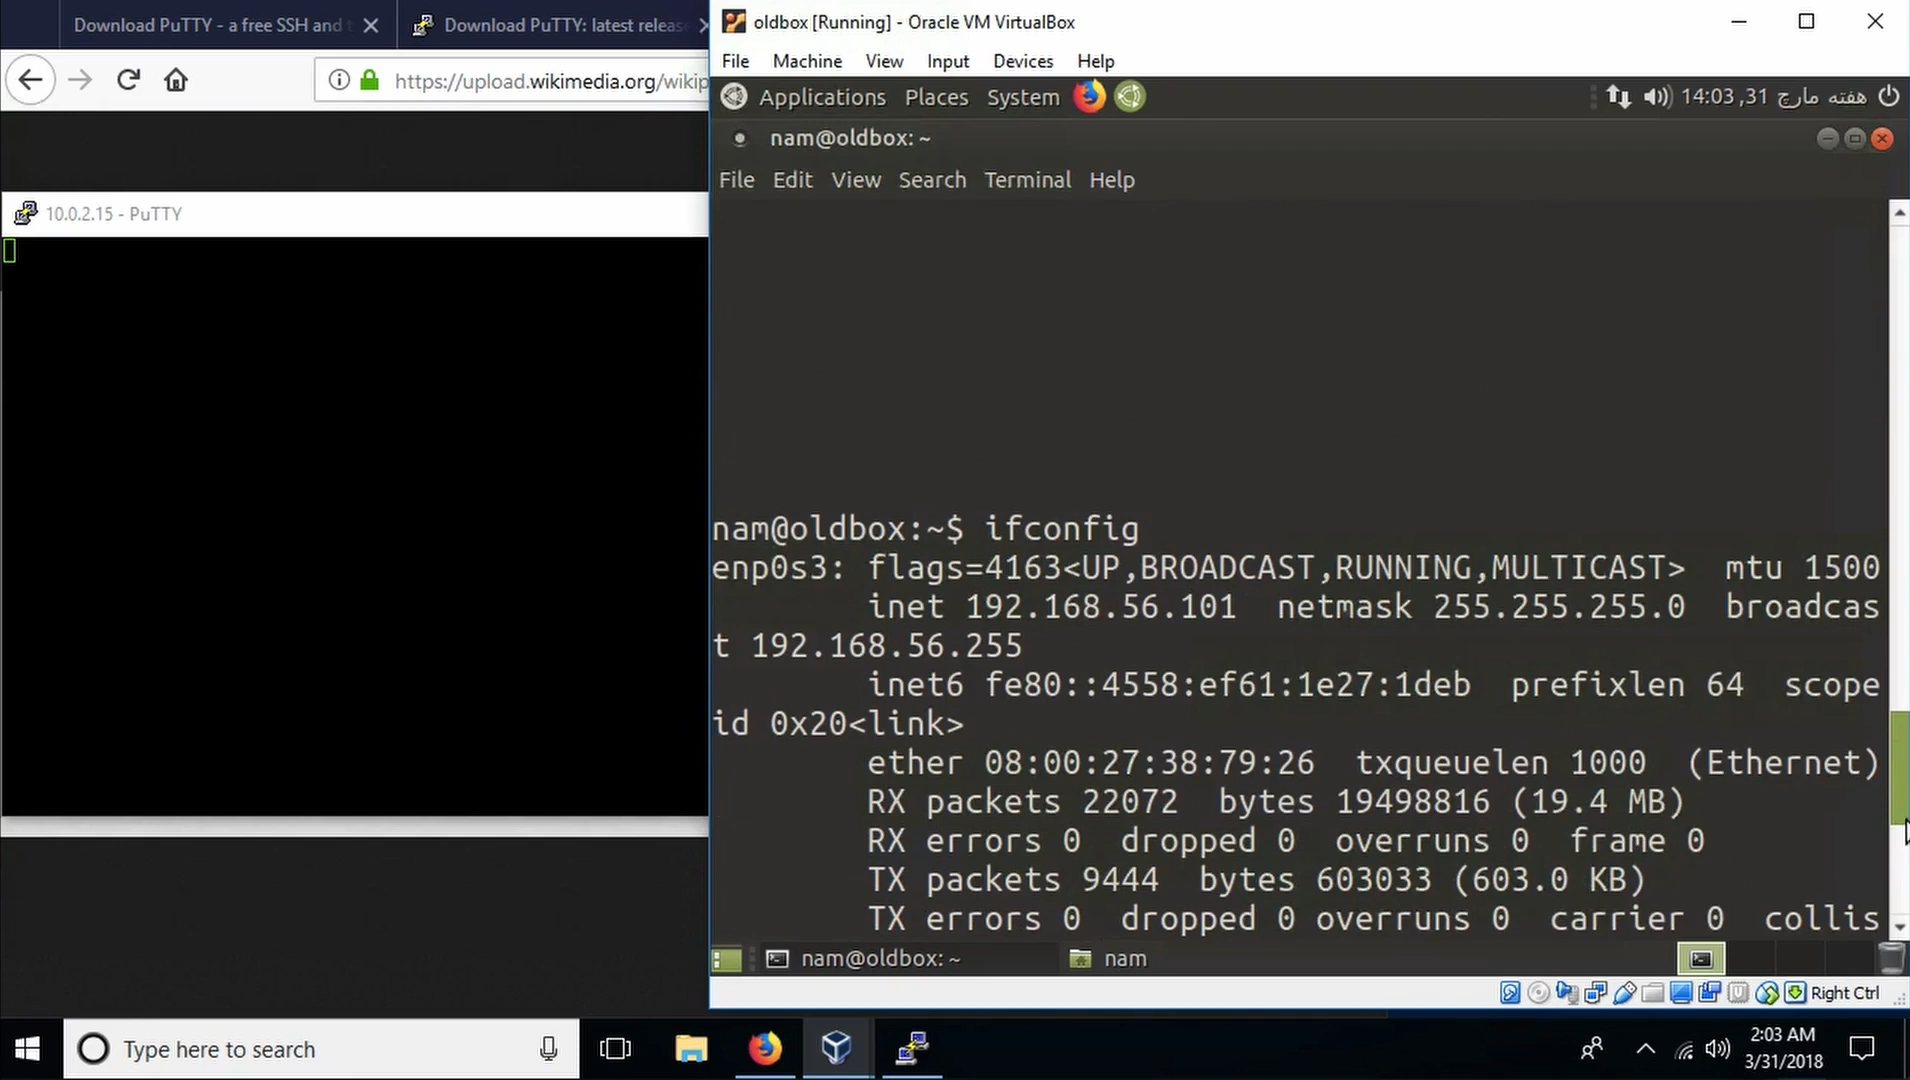 Download PuTTY - a free SSH and t
Download PuTTY: latest release
https://upload.wikimedia.org/wikip
10.0.2.15 - PuTTY
oldbox [Running] - Oracle VM VirtualBox
File Machine View Input Devices Help
Applications Places System
هفته مارچ 31, 14:03
nam@oldbox: ~
File Edit View Search Terminal Help
nam@oldbox:~$ ifconfig
enp0s3: flags=4163<UP,BROADCAST,RUNNING,MULTICAST> mtu 1500
inet 192.168.56.101 netmask 255.255.255.0 broadcas
t 192.168.56.255
inet6 fe80::4558:ef61:1e27:1deb prefixlen 64 scope
id 0x20<link>
ether 08:00:27:38:79:26 txqueuelen 1000 (Ethernet)
RX packets 22072 bytes 19498816 (19.4 MB)
RX errors 0 dropped 0 overruns 0 frame 0
TX packets 9444 bytes 603033 (603.0 KB)
TX errors 0 dropped 0 overruns 0 carrier 0 collis
nam@oldbox: ~
nam
Right Ctrl
Type here to search
2:03 AM
3/31/2018